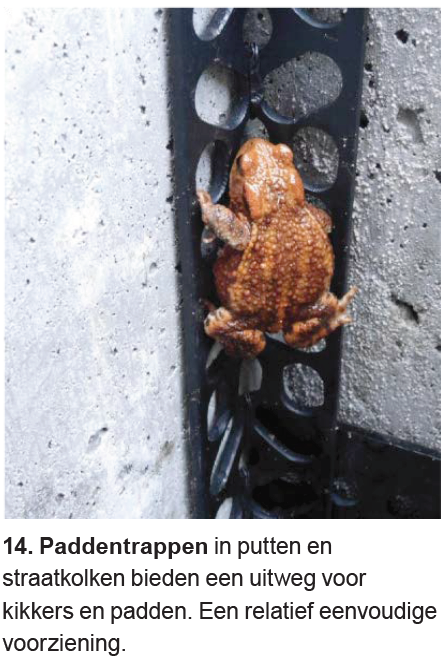 14. Paddentrappen in putten en
straatkolken bieden een uitweg voor
kikkers en padden. Een relatief eenvoudige
voorziening.